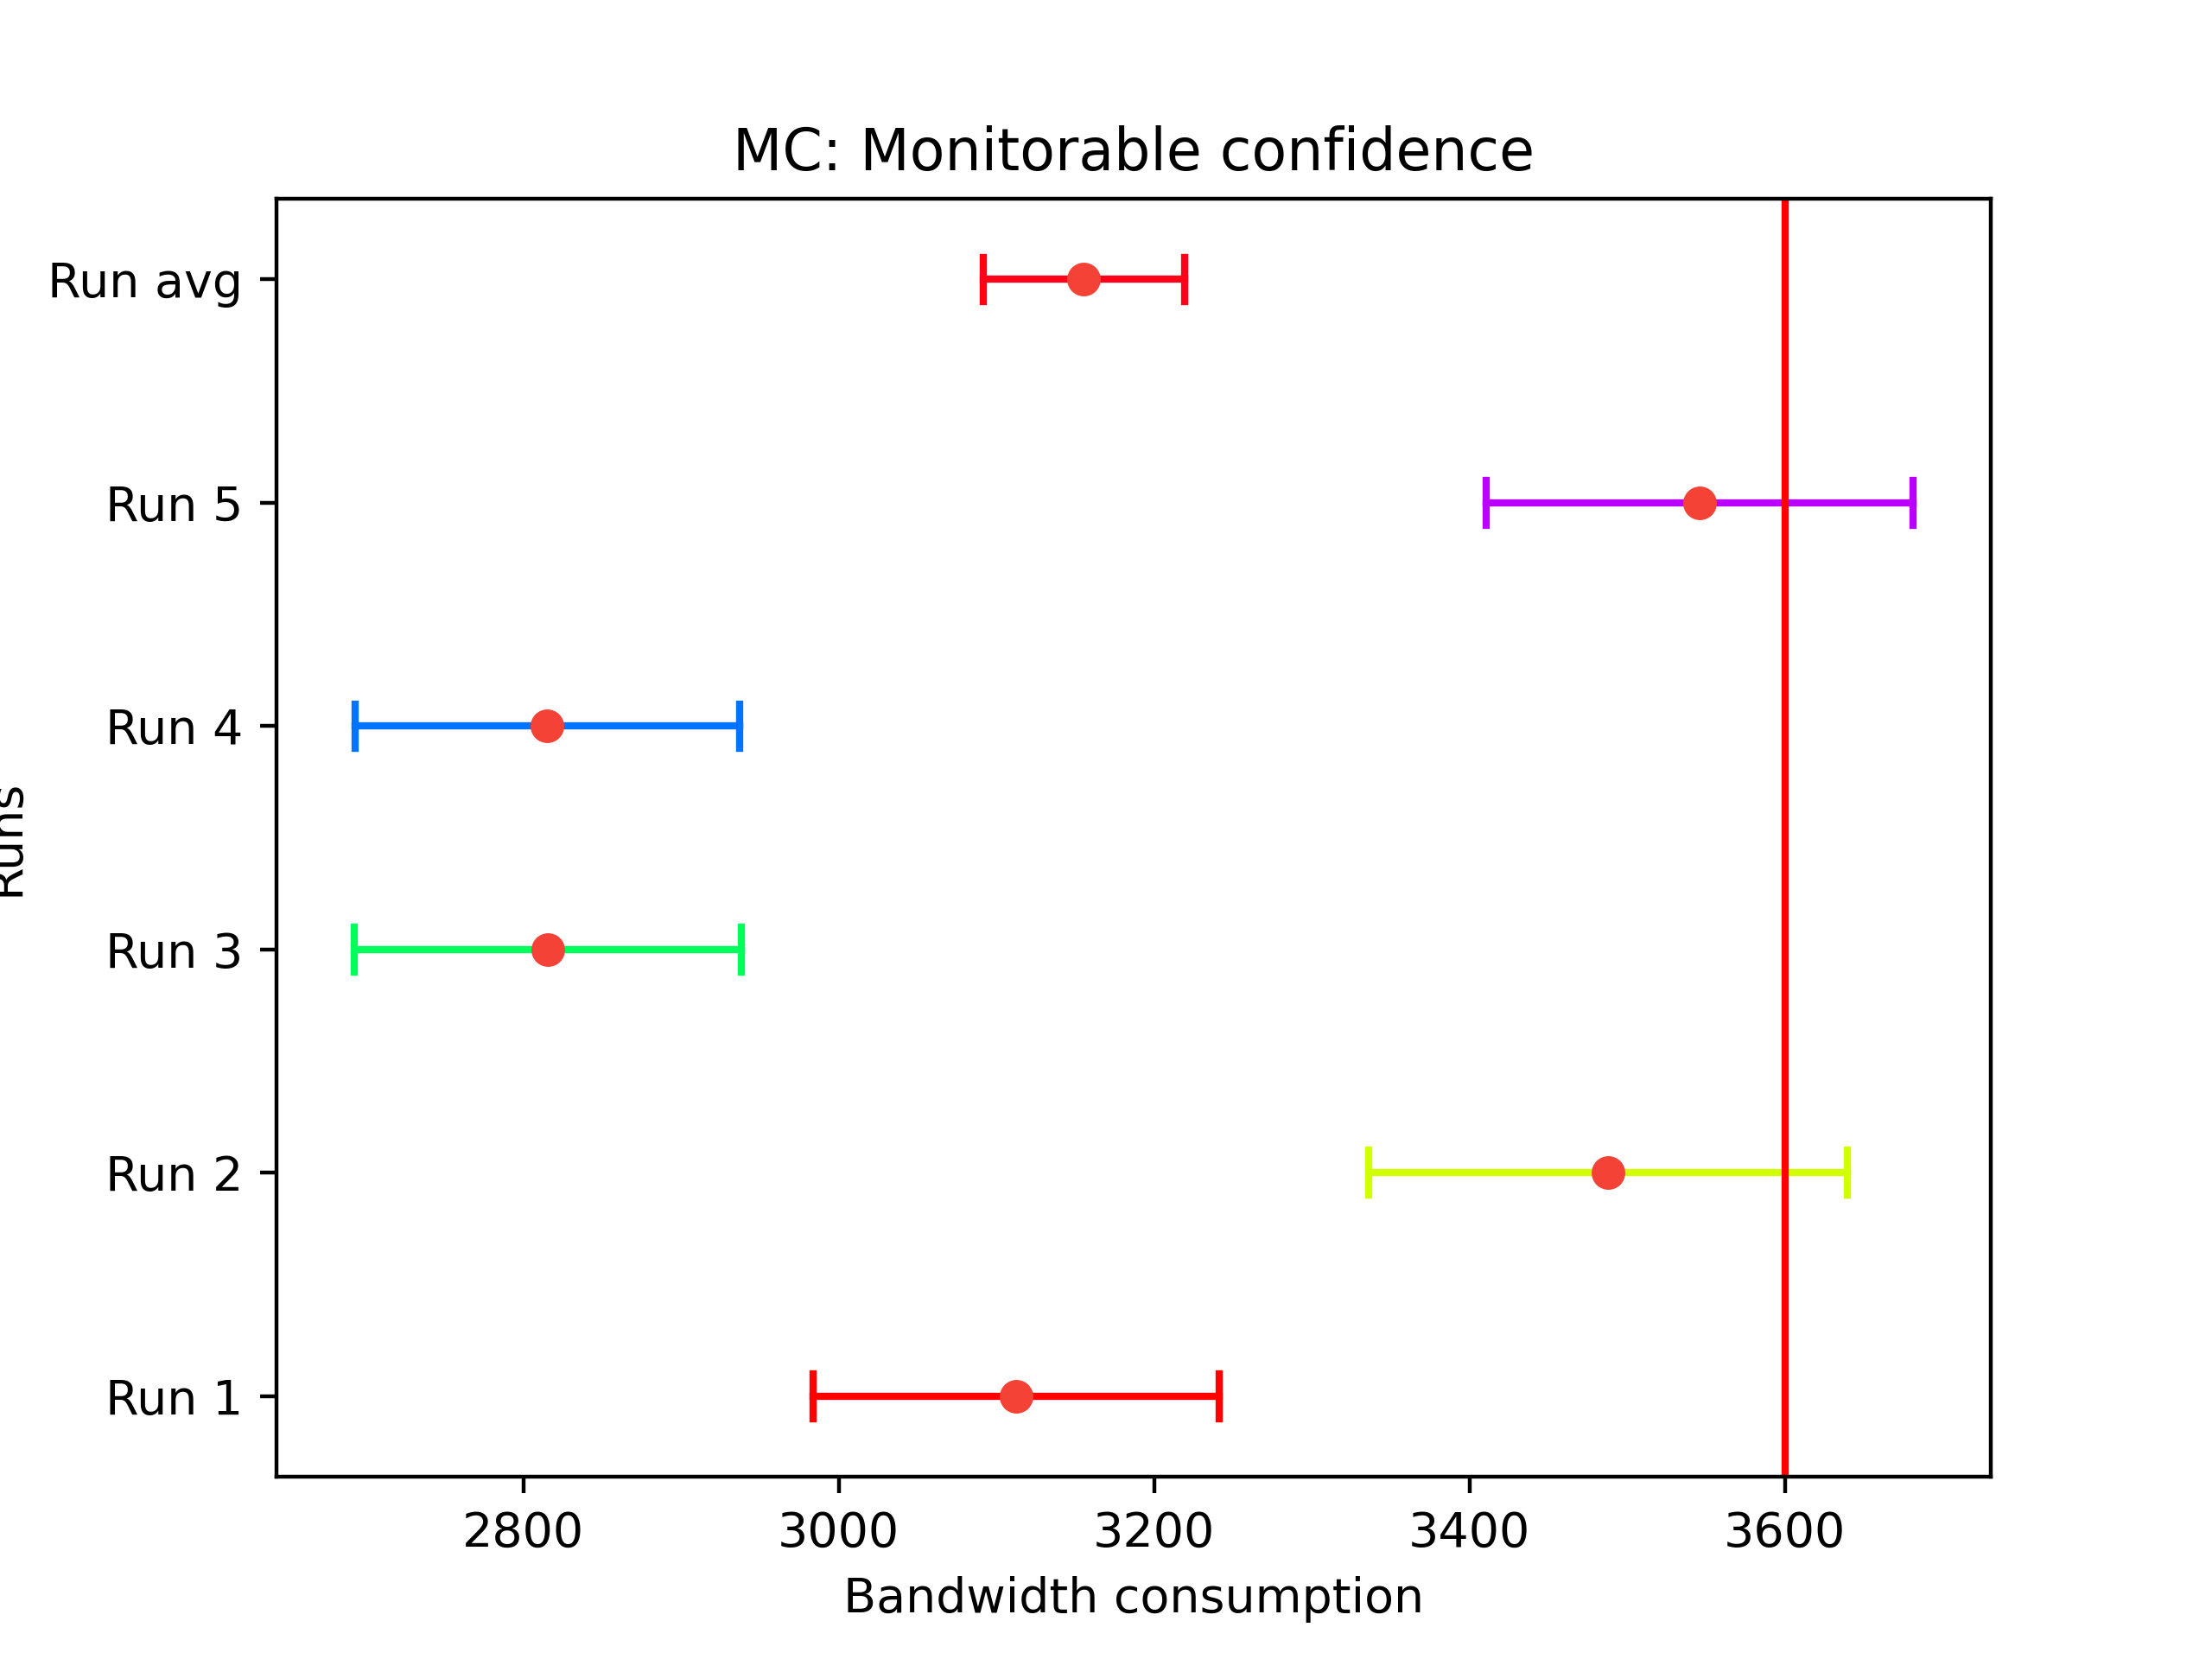 MC: Monitorable confidence
Run avg
Run 5
Run 4
Run 3
Run 2
Run 1
Runs
2800 3000 3200 3400 3600
Bandwidth consumption